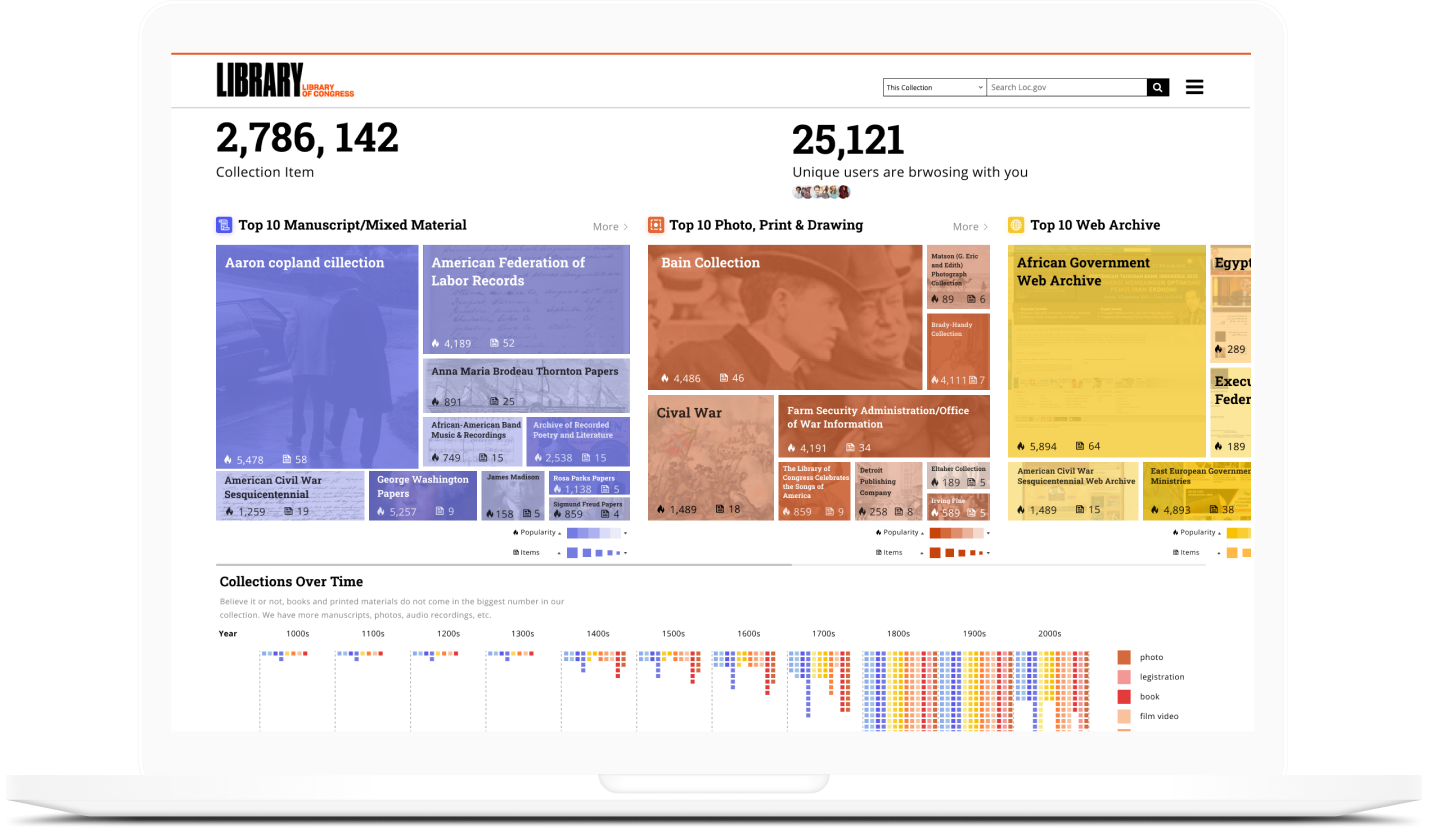 LIBRARY
LIBRARY
OF CONGRESS
This Collection
Search Loc.gov
2,786, 142
Collection Item
25,121
Unique users are brwosing with you
Top 10 Manuscript/Mixed Material
More
Aaron copland cillection
5,478 58
American Federation of
Labor Records
4,189 52
Anna Maria Brodeau Thornton Papers
891 25
African-American Band
Music & Recordings
749 15
Archive of Recorded
Poetry and Literature
2,538 15
American Civil War
Sesquicentennial
1,259 19
George Washington
Papers
5,257 9
James Madison
158 5
Rosa Parks Papers
1,138 5
Sigmund Freud Papers
859 4
Popularity
Items
Top 10 Photo, Print & Drawing
More
Bain Collection
4,486 46
Matson (G. Eric
and Edith)
Photograph
Collection
89 6
Brady-Handy
Collection
4,111 7
Cival War
1,489 18
Farm Security Administration/Office
of War Information
4,191 34
The Library of
Congress Celebrates
the Songs of
America
859 9
Detroit
Publishing
Company
258 8
Eltaher Collection
189 5
Irving Fine
589 5
Popularity
Items
Top 10 Web Archive
African Government
Web Archive
5,894 64
Egypt
289
Execu
Feder
189
American Civil War
Sesquicentennial Web Archive
1,489 15
East European Governmer
Ministries
4,893 38
Popularity
Items
Collections Over Time
Believe it or not, books and printed materials do not come in the biggest number in our
collection. We have more manuscripts, photos, audio recordings, etc.
Year 1000s 1100s 1200s 1300s 1400s 1500s 1600s 1700s 1800s 1900s 2000s
photo
legistration
book
film video